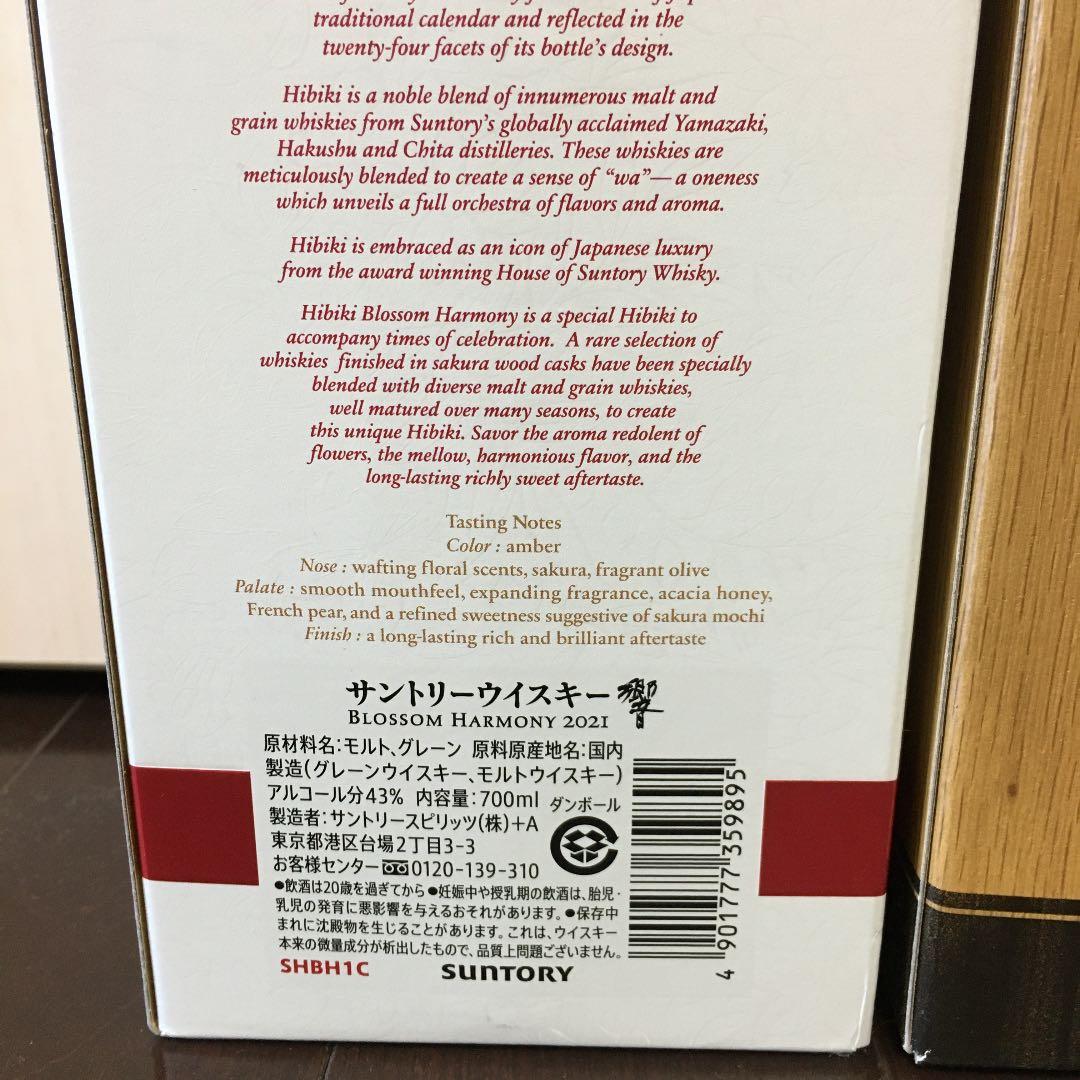 traditional calendar and reflected in the
twenty-four facets of its bottle's design.
Hibiki is a noble blend of innumerous malt and
grain whiskies from Suntory's globally acclaimed Yamazaki,
Hakushu and Chita distilleries. These whiskies are
meticulously blended to create a sense of “wa”—a oneness
which unveils a full orchestra of flavors and aroma.
Hibiki is embraced as an icon of Japanese luxury
from the award winning House of Suntory Whisky.
Hibiki Blossom Harmony is a special Hibiki to
accompany times of celebration. A rare selection of
whiskies finished in sakura wood casks have been specially
blended with diverse malt and grain whiskies,
well matured over many seasons, to create
this unique Hibiki. Savor the aroma redolent of
flowers, the mellow, harmonious flavor, and the
long-lasting richly sweet aftertaste.
Tasting Notes
Color : amber
Nose : wafting floral scents, sakura, fragrant olive
Palate : smooth mouthfeel, expanding fragrance, acacia honey,
French pear, and a refined sweetness suggestive of sakura mochi
Finish : a long-lasting rich and brilliant aftertaste
サントリーウイスキー 響
BLOSSOM HARMONY 2021
原材料名:モルト、グレーン 原料原産地名:国内
製造(グレーンウイスキー、モルトウイスキー)
アルコール分43% 内容量:700ml
ダンボール
製造者:サントリースピリッツ(株)+A
東京都港区台場2丁目3-3
お客様センター 0120-139-310
●飲酒は20歳を過ぎてから ●妊娠中や授乳期の飲酒は、胎児・
乳児の発育に悪影響を与えるおそれがあります。●保存中
まれに沈殿物を生じることがあります。これは、ウイスキー
本来の微量成分が析出したもので、品質上問題ございません。
4 901777 359895
SHBH1C SUNTORY